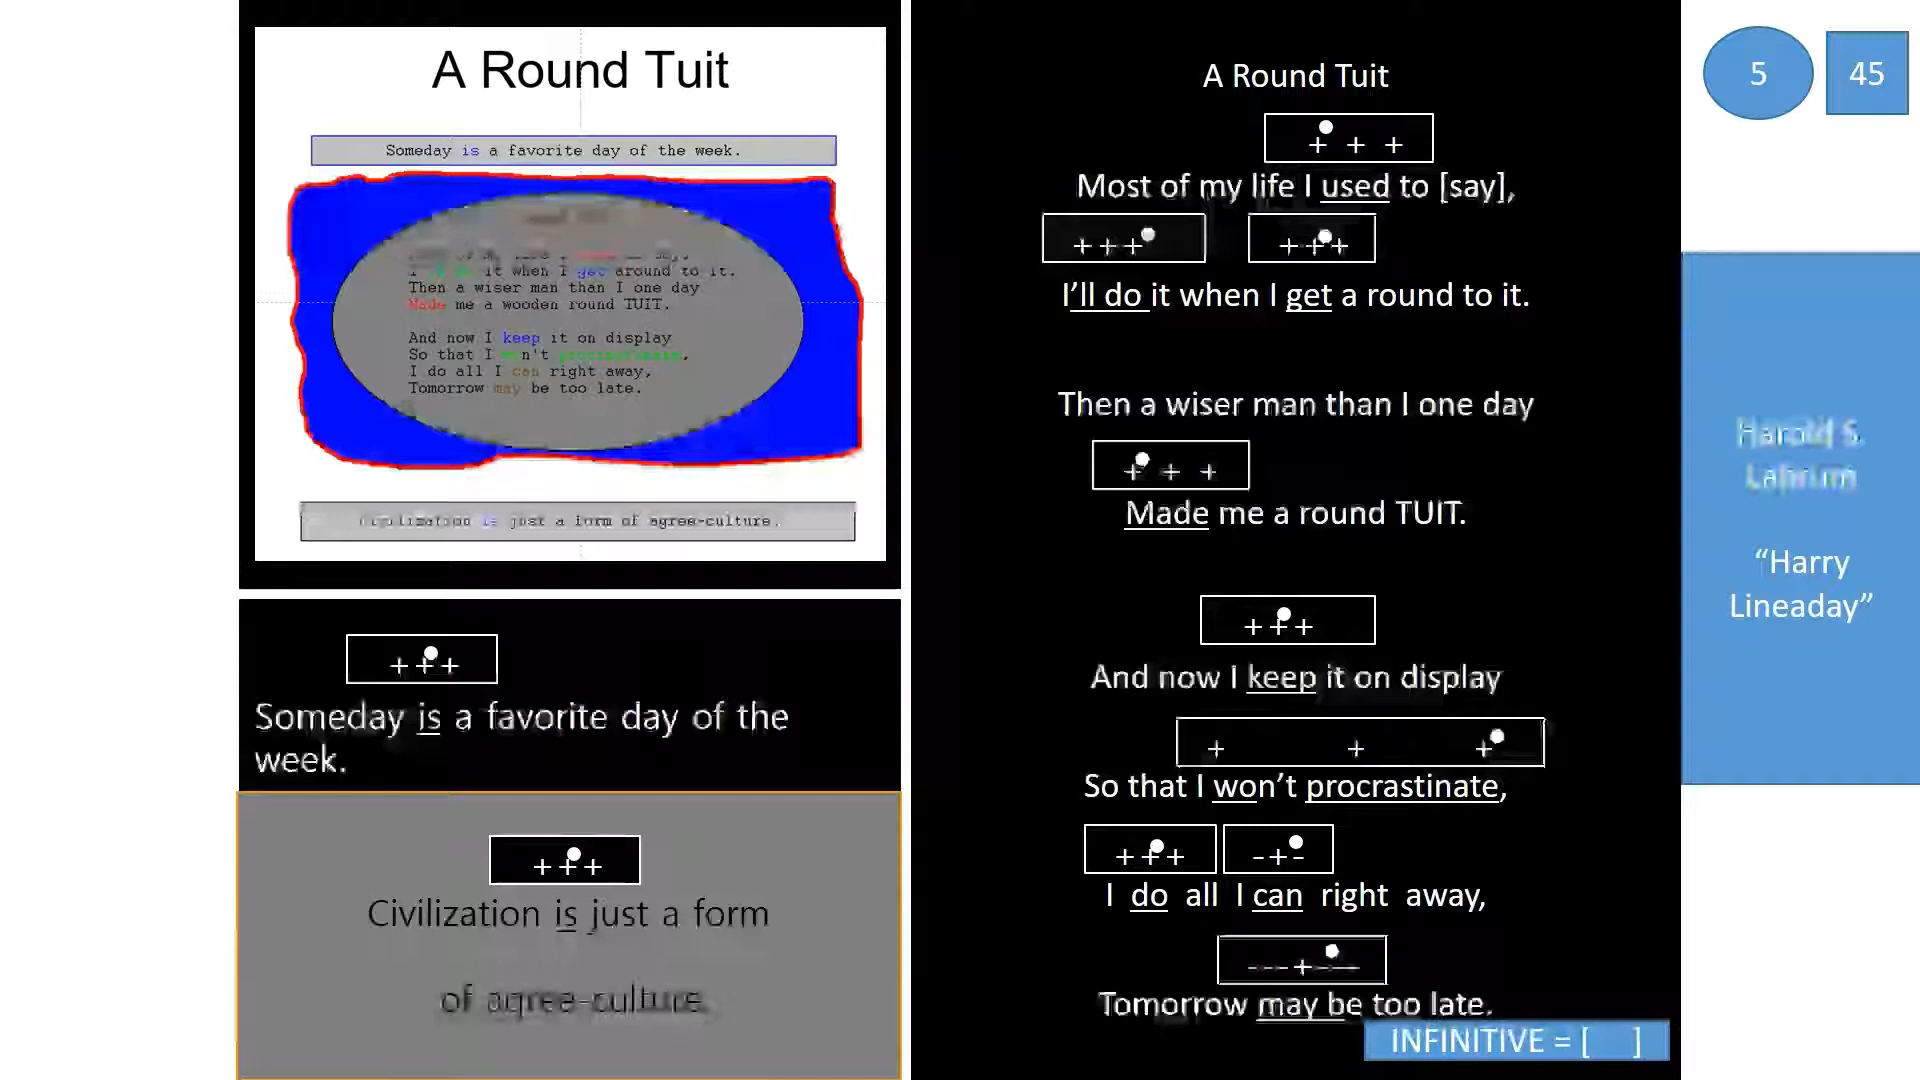 A Round Tuit
Someday is a favorite day of the week.
it when I get around to it.
Then a wiser man than I one day
Made me a wooden round TUIT.
And now I keep it on display
So that I won't procrastinate,
I do all I can right away,
Tomorrow may be too late.
Civilization is just a form of agree-culture.
+ + +
Someday is a favorite day of the
week.
+ + +
Civilization is just a form
of agree-culture.
A Round Tuit
+ + +
Most of my life I used to [say],
+ + + + + +
I'll do it when I get a round to it.
Then a wiser man than I one day
+ + +
Made me a round TUIT.
+ + +
And now I keep it on display
+ + +
So that I won't procrastinate,
+ + + - + -
I do all I can right away,
---+---
Tomorrow may be too late.
INFINITIVE = [ ]
5
45
Harold S.
Labrum
“Harry
Lineaday”